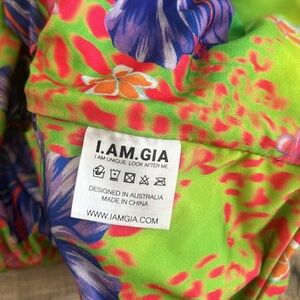 I.AM.GIA
I AM UNIQUE. LOOK AFTER ME.
DESIGNED IN AUSTRALIA
MADE IN CHINA
WWW.IAMGIA.COM